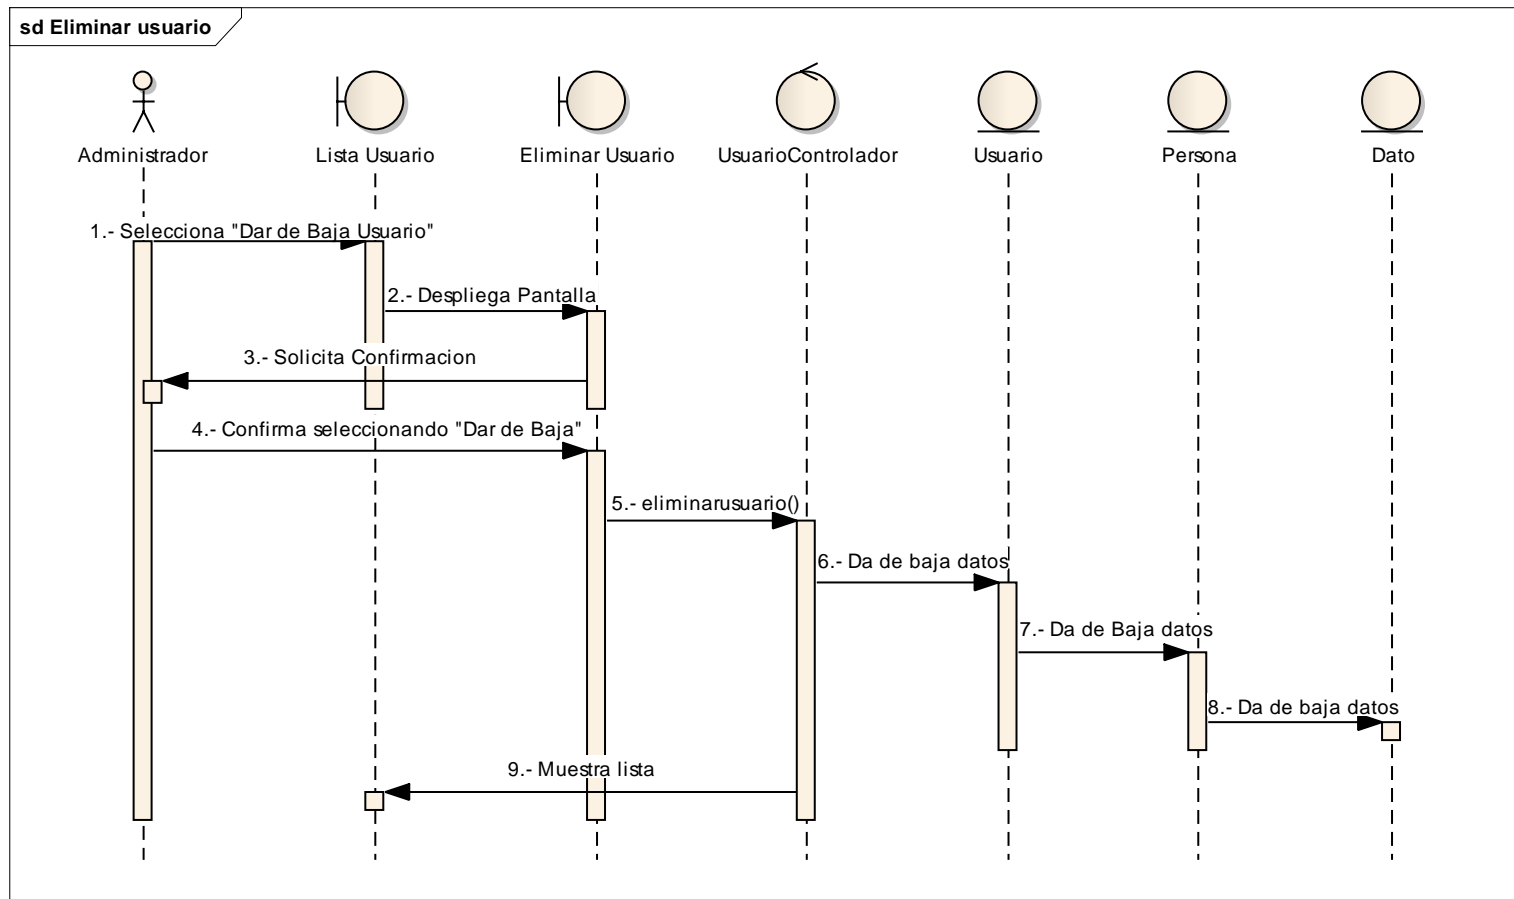 sd Eliminar usuario
Administrador
Lista Usuario
Eliminar Usuario
UsuarioControlador
Usuario
Persona
Dato
1.- Selecciona "Dar de Baja Usuario"
2.- Despliega Pantalla
3.- Solicita Confirmacion
4.- Confirma seleccionando "Dar de Baja"
5.- eliminarusuario()
6.- Da de baja datos
7.- Da de Baja datos
8.- Da de baja datos
9.- Muestra lista